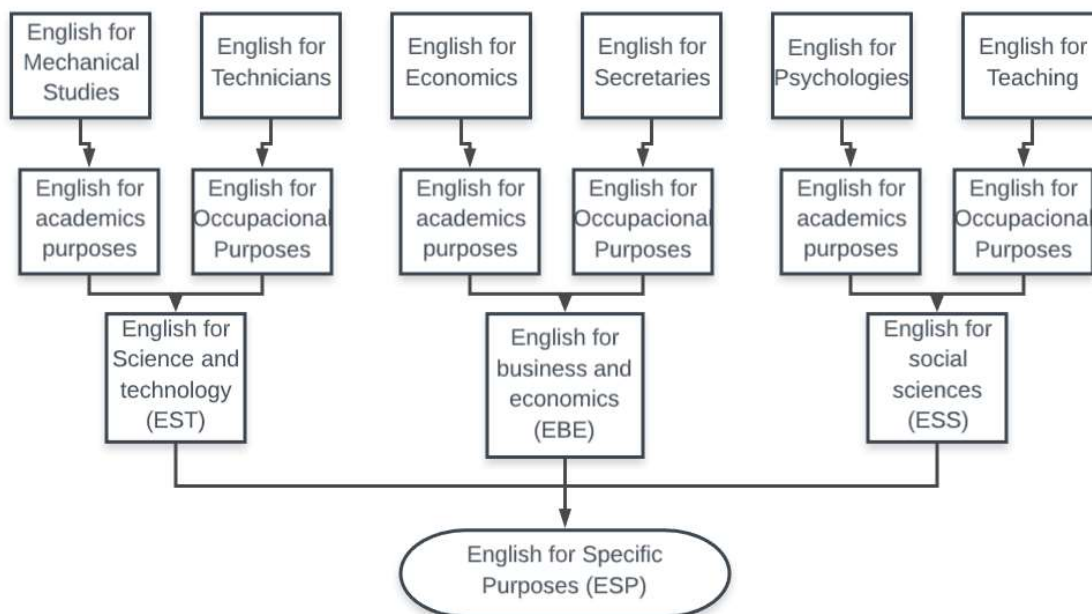 English for
Mechanical
Studies
English for
Technicians
English for
Economics
English for
Secretaries
English for
Psychologies
English for
Teaching
English for
academics
purposes
English for
Occupacional
Purposes
English for
academics
purposes
English for
Occupacional
Purposes
English for
academics
purposes
English for
Occupacional
Purposes
English for
Science and
technology
(EST)
English for
business and
economics
(EBE)
English for
social
sciences
(ESS)
English for Specific
Purposes (ESP)